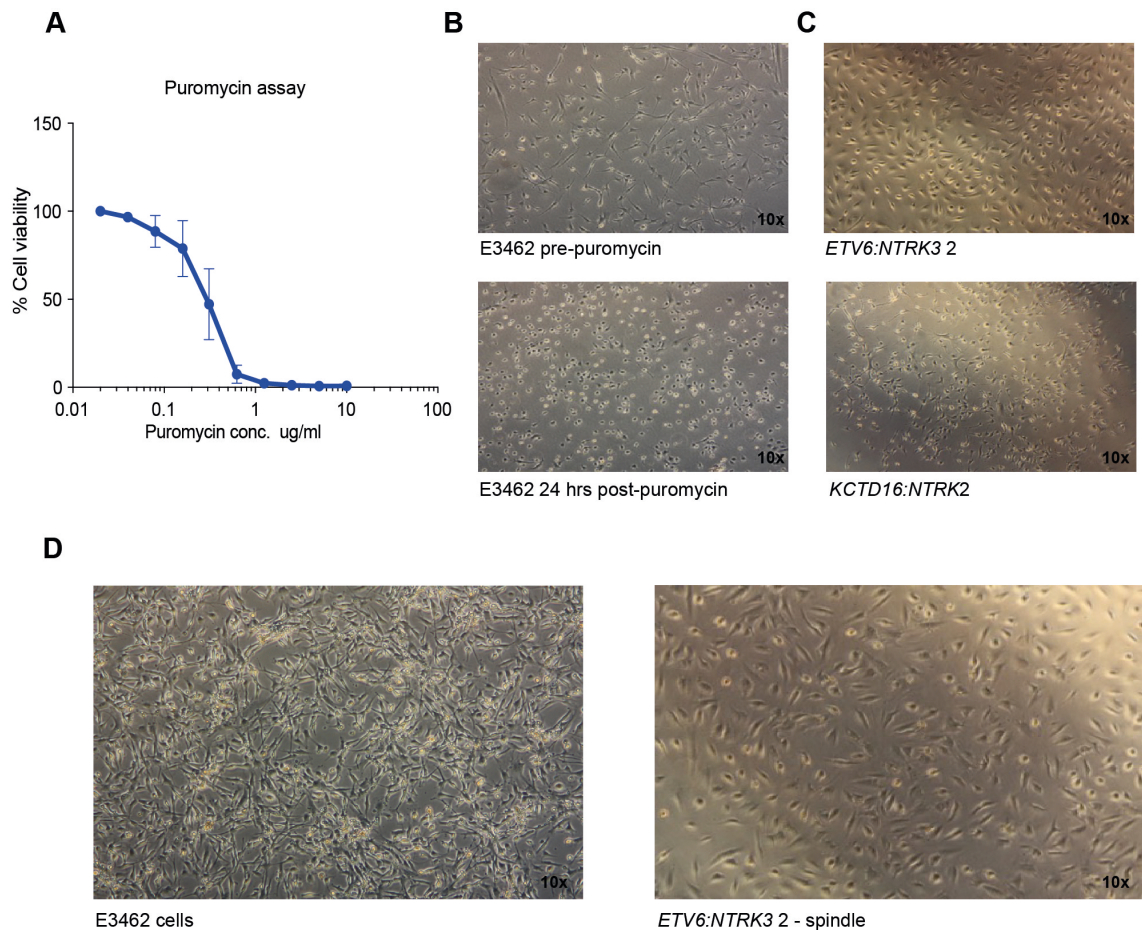 A
B
C
Puromycin assay
150
100
50
0
% Cell viability
0.01
0.1
1
10
100
Puromycin conc. ug/ml
10x
E3462 pre-puromycin
10x
ETV6:NTRK3 2
10x
E3462 24 hrs post-puromycin
10x
KCTD16:NTRK2
D
10x
E3462 cells
10x
ETV6:NTRK3 2 - spindle